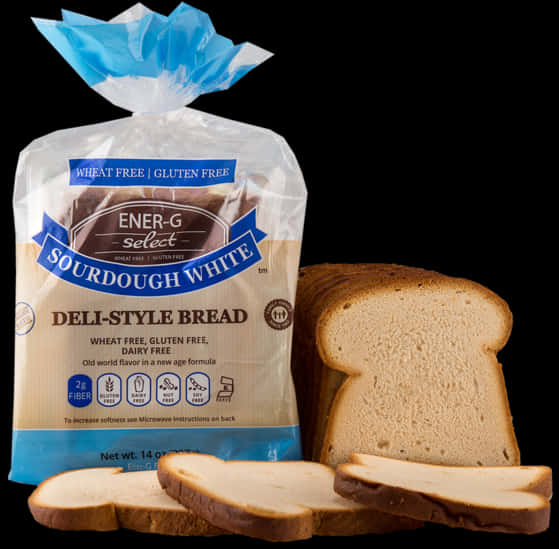 WHEAT FREE | GLUTEN FREE
ENER-G
select
WHEAT FREE | GLUTEN FREE
SOURDOUGH WHITE
tm
DELI-STYLE BREAD
WHEAT FREE, GLUTEN FREE,
DAIRY FREE
Old world flavor in a new age formula
2g
FIBER
GLUTEN
FREE
DAIRY
FREE
NUT
FREE
SOY
FREE
To increase softness see Microwave Instructions on back
Net wt. 14 oz